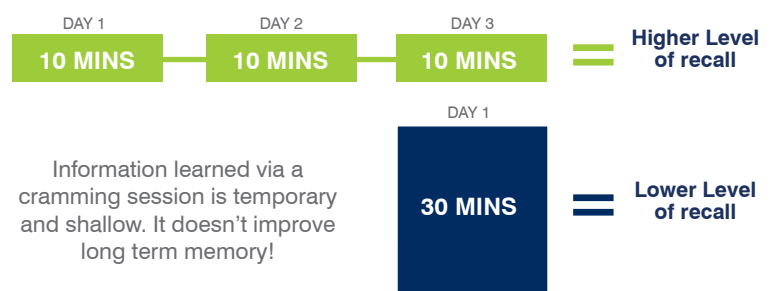 DAY 1 DAY 2 DAY 3
10 MINS 10 MINS 10 MINS Higher Level
of recall
DAY 1
Information learned via a
cramming session is temporary
and shallow. It doesn’t improve
long term memory!
30 MINS
Lower Level
of recall